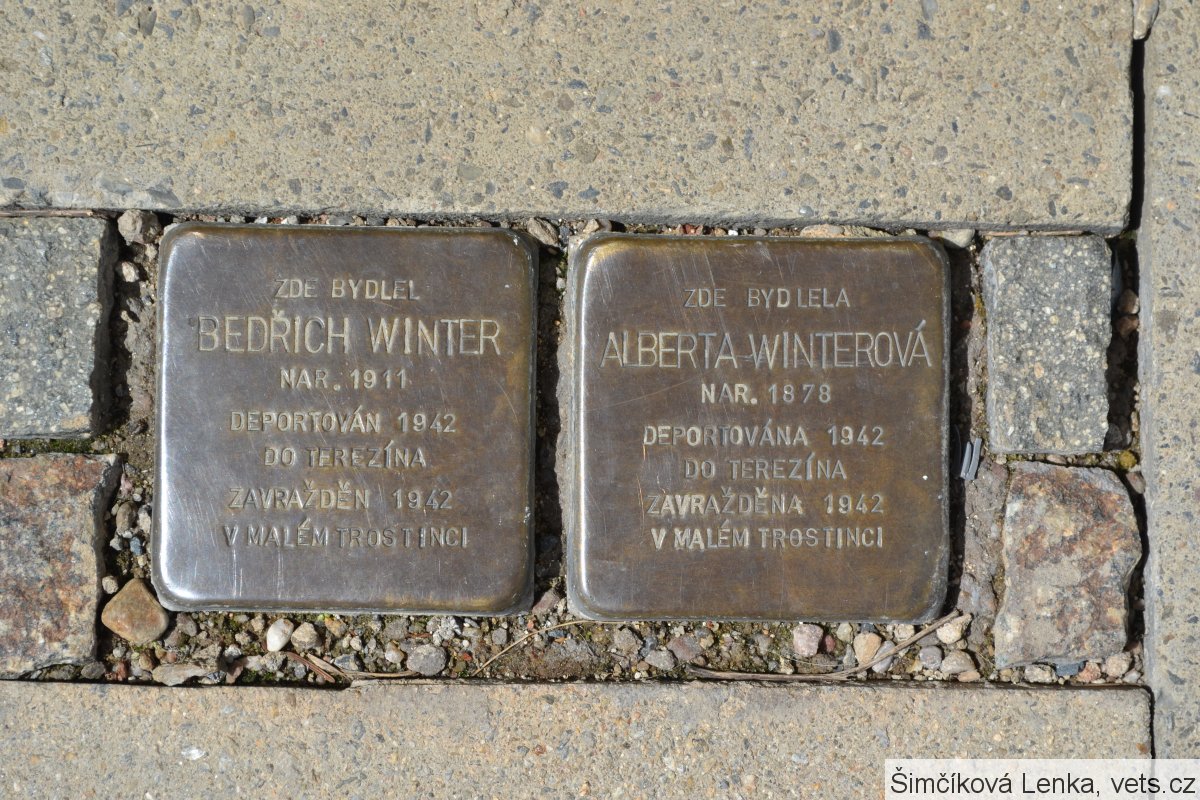 ZDE BYDLEL
BEDŘICH WINTER
NAR. 1911
DEPORTOVÁN 1942
DO TEREZÍNA
ZAVRAŽDĚN 1942
V MALÉM TROSTINCI
ZDE BYDLELA
ALBERTA WINTEROVÁ
NAR. 1878
DEPORTOVÁNA 1942
DO TEREZÍNA
ZAVRAŽDĚNA 1942
V MALÉM TROSTINCI
Šimčíková Lenka, vets.cz